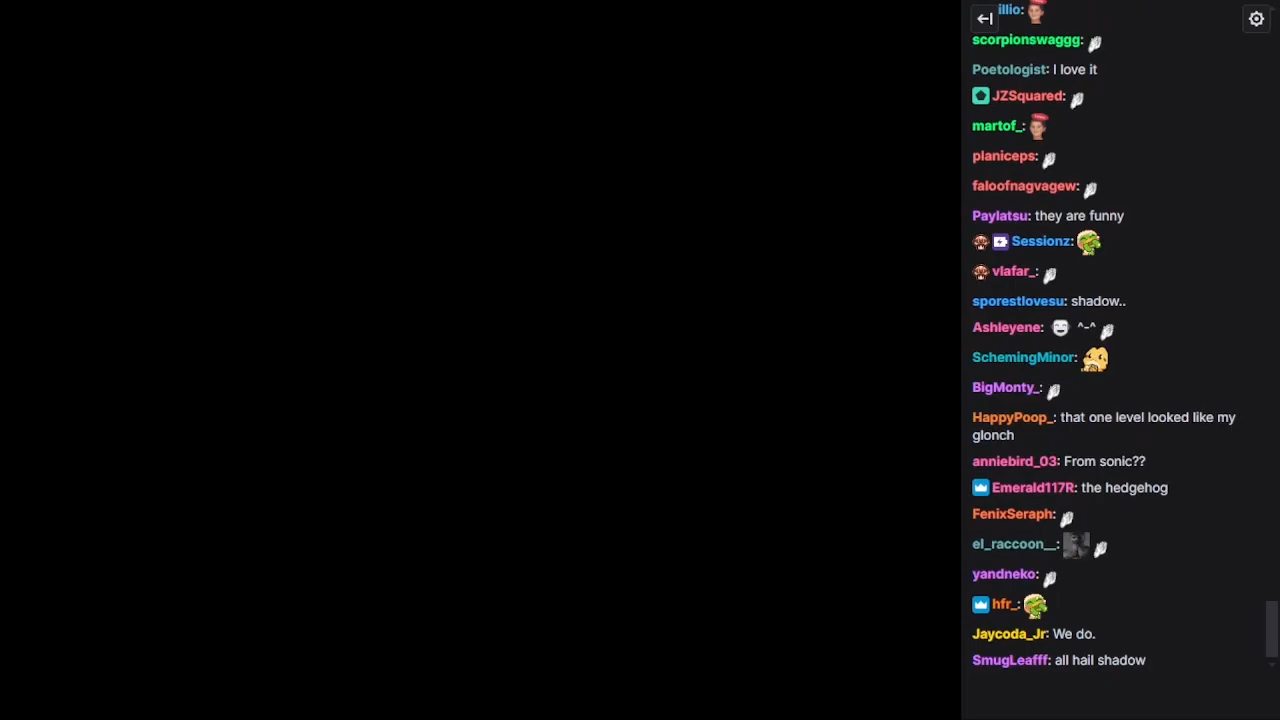 illio:
scorpionswaggg:
Poetologist: I love it
JZSquared:
martof_:
planiceps:
faloofnagvagew:
Paylatsu: they are funny
Sessionz:
vlafar_:
sporestlovesu: shadow..
Ashleyene: ^-^
SchemingMinor:
BigMonty_:
HappyPoop_: that one level looked like my
glonch
anniebird_03: From sonic??
Emerald117R: the hedgehog
FenixSeraph:
el_raccoon__:
yandneko:
hfr_:
Jaycoda_Jr: We do.
SmugLeafff: all hail shadow